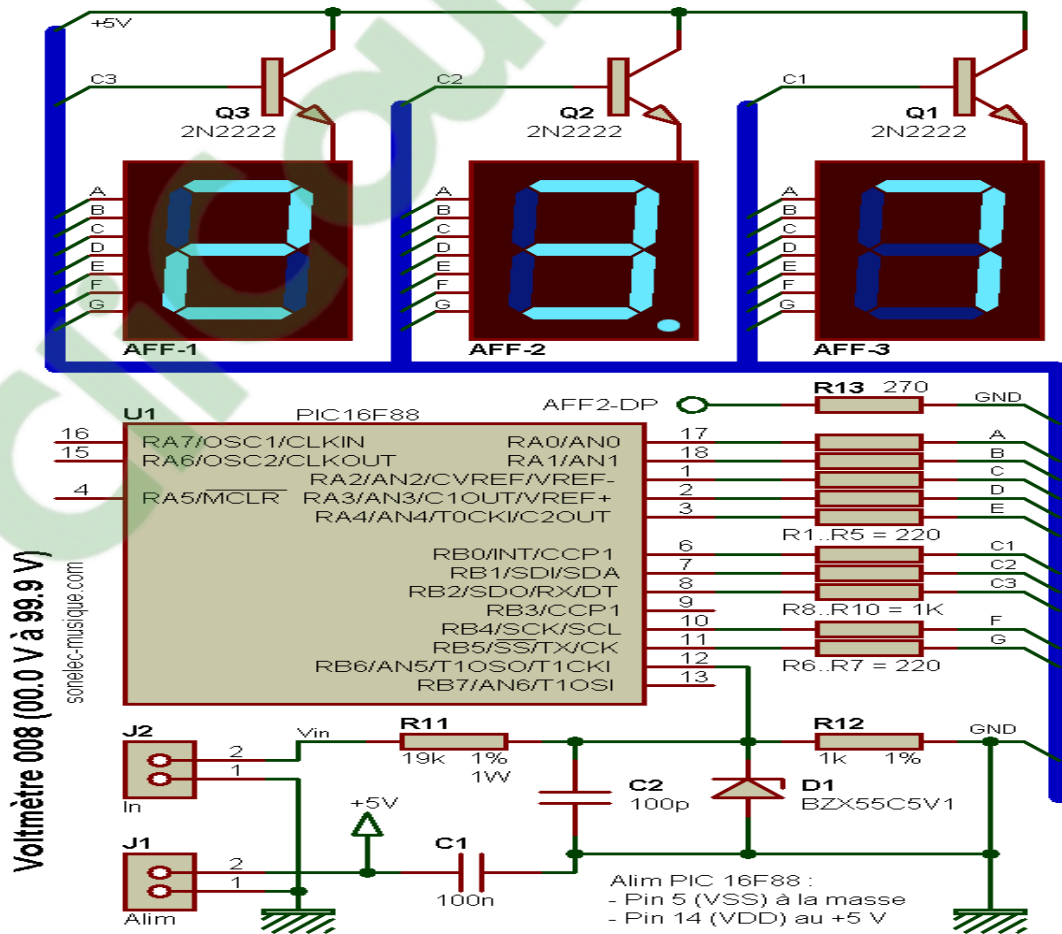 +5V
C3
C2
C1
Q3
2N2222
Q2
2N2222
Q1
2N2222
A
B
C
D
E
F
G
A
B
C
D
E
F
G
A
B
C
D
E
F
G
AFF-1
AFF-2
AFF-3
U1
PIC16F88
16
RA7/OSC1/CLKIN
15
RA6/OSC2/CLKOUT
4
RA5/MCLR
RA0/AN0
17
RA1/AN1
18
RA2/AN2/CVREF/VREF-
1
RA3/AN3/C1OUT/VREF+
2
RA4/AN4/T0CKI/C2OUT
3
RB0/INT/CCP1
6
RB1/SDI/SDA
7
RB2/SDO/RX/DT
8
RB3/CCP1
9
RB4/SCK/SCL
10
RB5/SS/TX/CK
11
RB6/AN5/T1OSO/T1CKI
12
RB7/AN6/T1OSI
13
AFF2-DP
R13 270
GND
A
B
C
D
E
R1..R5 = 220
C1
C2
C3
R8..R10 = 1K
F
G
R6..R7 = 220
Voltmètre 008 (00.0 V à 99.9 V)
sonelec-musique.com
J2
2
1
In
Vin
R11
19k 1%
1W
R12
1k 1%
GND
C2
100p
D1
BZX55C5V1
+5V
J1
2
1
Alim
C1
100n
Alim PIC 16F88 :
- Pin 5 (VSS) à la masse
- Pin 14 (VDD) au +5 V